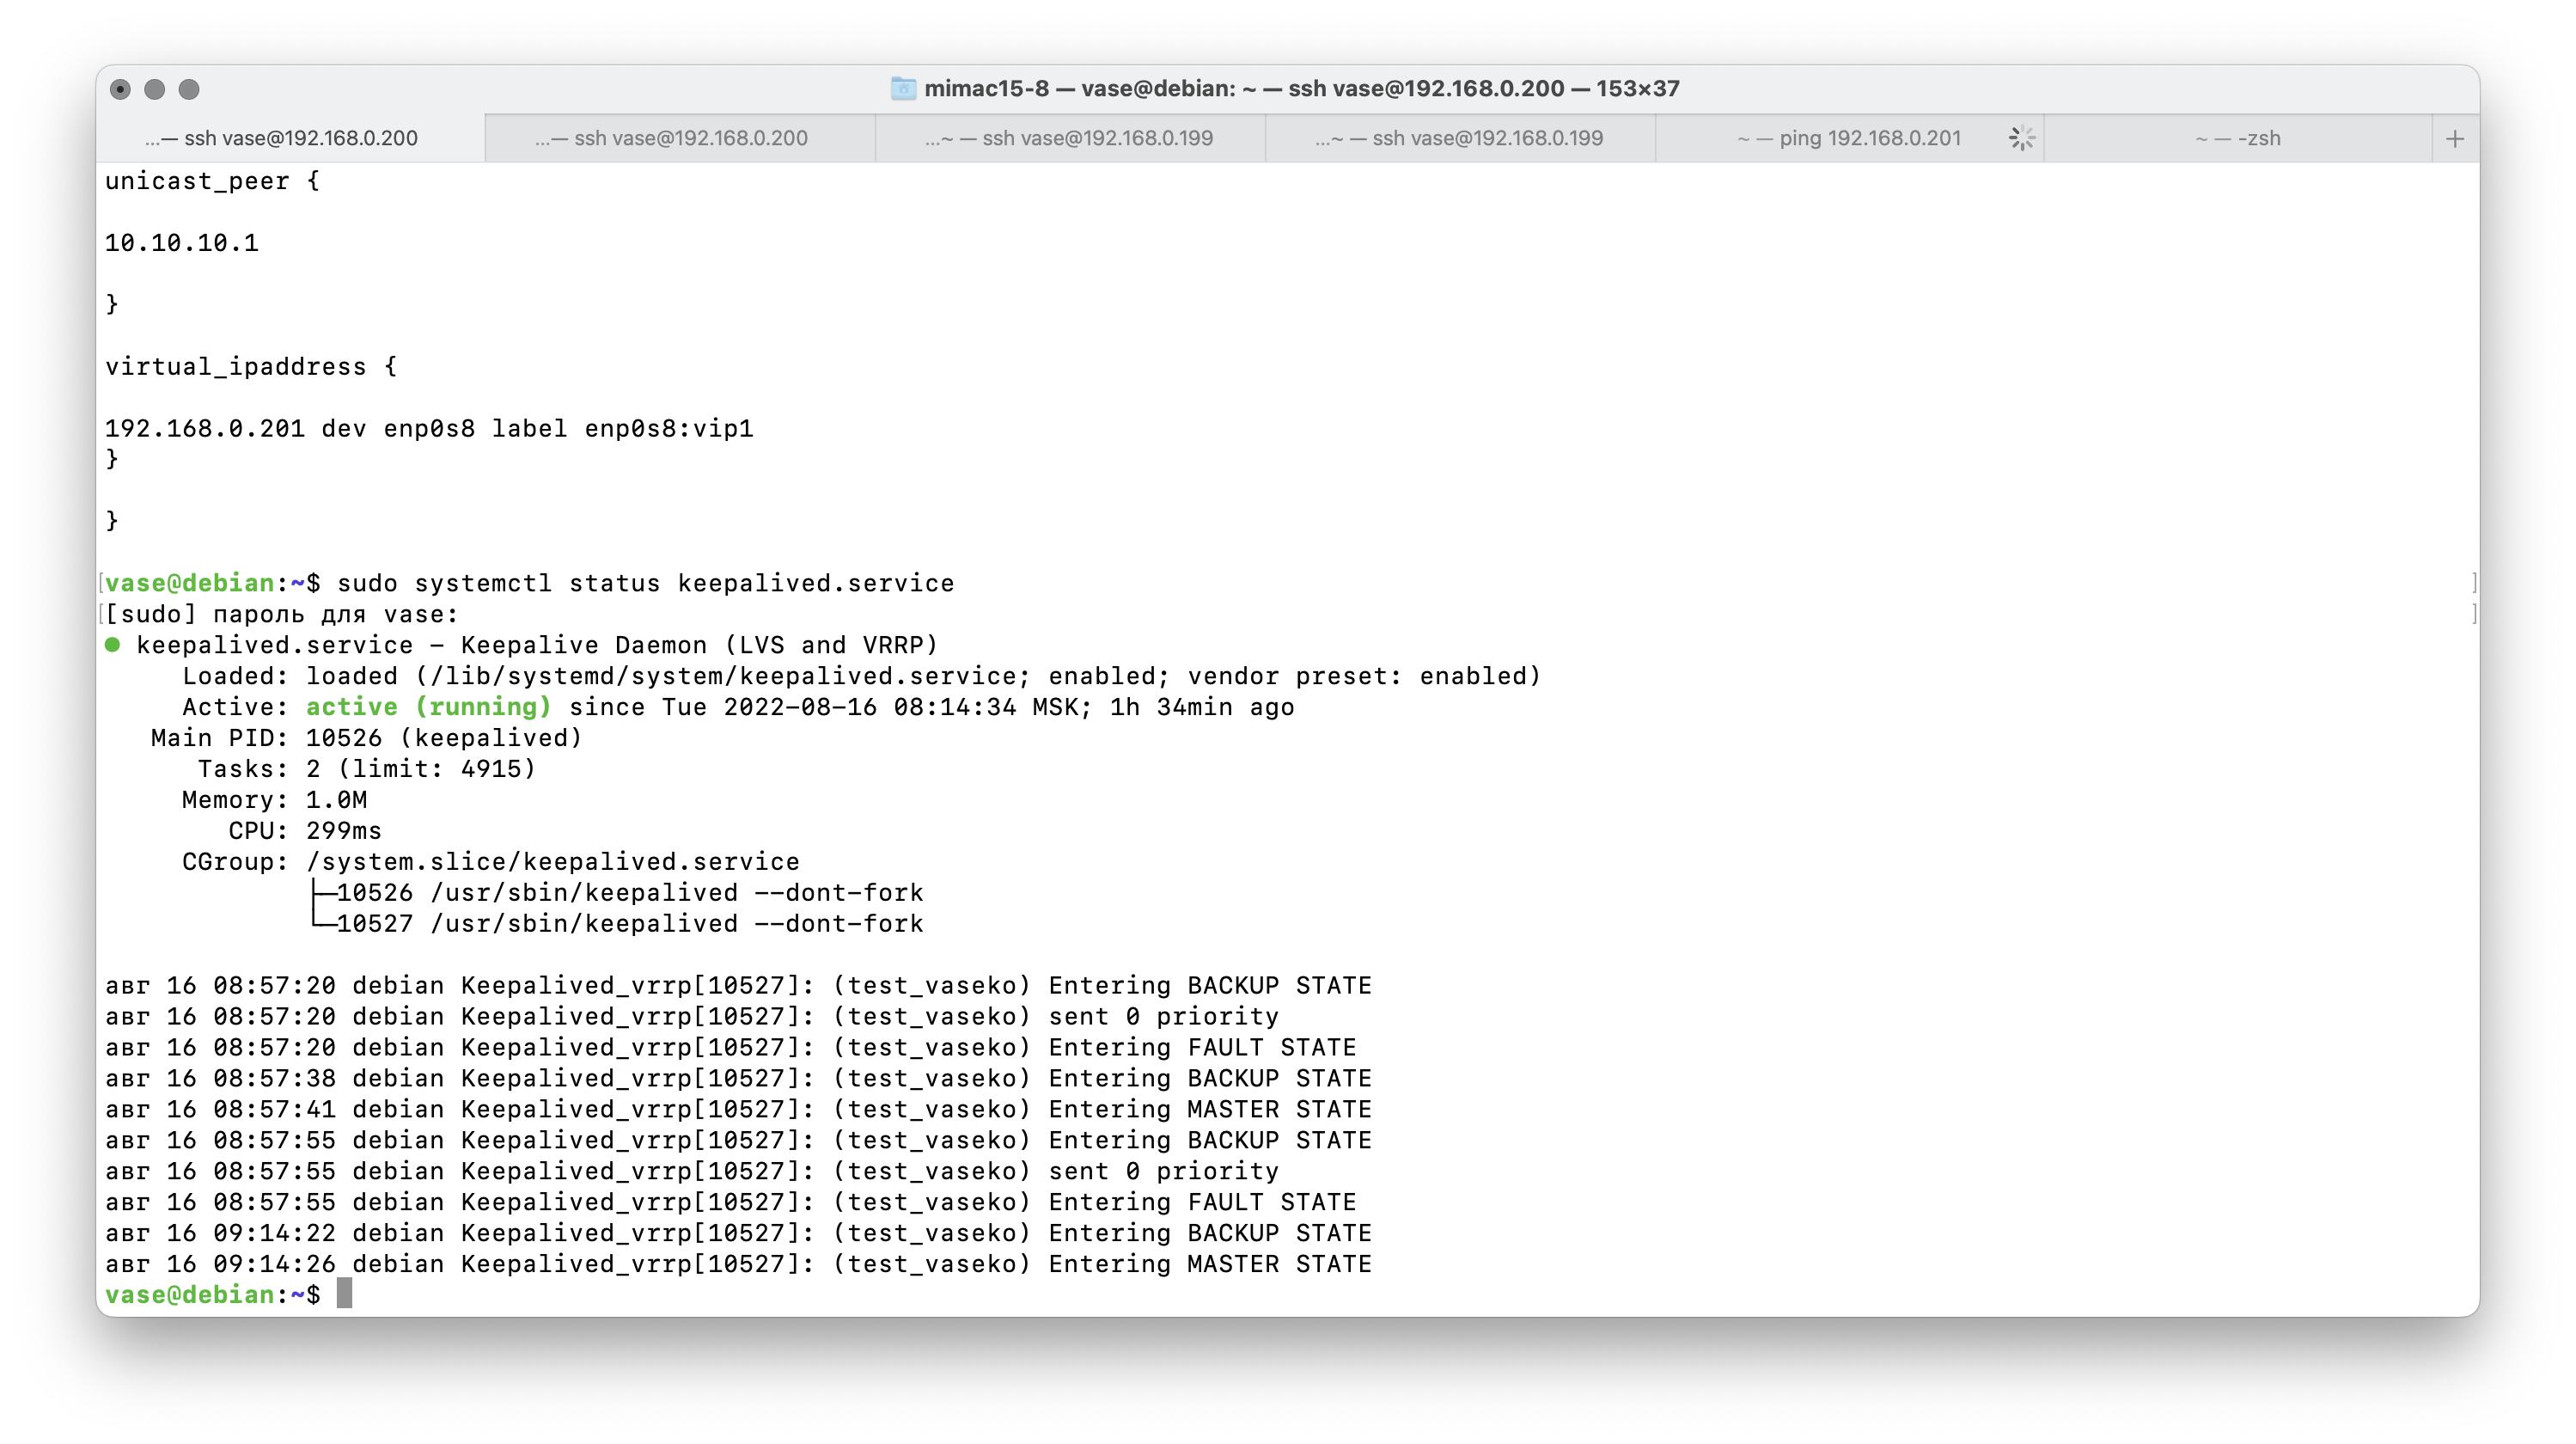 mimac15-8 — vase@debian: ~ — ssh vase@192.168.0.200 — 153×37
...— ssh vase@192.168.0.200 ...— ssh vase@192.168.0.200 ...~ — ssh vase@192.168.0.199 ...~ — ssh vase@192.168.0.199 ~ — ping 192.168.0.201 ~ — -zsh +
unicast_peer {
10.10.10.1
}
virtual_ipaddress {
192.168.0.201 dev enp0s8 label enp0s8:vip1
}
}
[vase@debian:~$ sudo systemctl status keepalived.service ]
[[sudo] пароль для vase: ]
● keepalived.service - Keepalive Daemon (LVS and VRRP)
     Loaded: loaded (/lib/systemd/system/keepalived.service; enabled; vendor preset: enabled)
     Active: active (running) since Tue 2022-08-16 08:14:34 MSK; 1h 34min ago
   Main PID: 10526 (keepalived)
      Tasks: 2 (limit: 4915)
     Memory: 1.0M
        CPU: 299ms
     CGroup: /system.slice/keepalived.service
             ├─10526 /usr/sbin/keepalived --dont-fork
             └─10527 /usr/sbin/keepalived --dont-fork
авг 16 08:57:20 debian Keepalived_vrrp[10527]: (test_vaseko) Entering BACKUP STATE
авг 16 08:57:20 debian Keepalived_vrrp[10527]: (test_vaseko) sent 0 priority
авг 16 08:57:20 debian Keepalived_vrrp[10527]: (test_vaseko) Entering FAULT STATE
авг 16 08:57:38 debian Keepalived_vrrp[10527]: (test_vaseko) Entering BACKUP STATE
авг 16 08:57:41 debian Keepalived_vrrp[10527]: (test_vaseko) Entering MASTER STATE
авг 16 08:57:55 debian Keepalived_vrrp[10527]: (test_vaseko) Entering BACKUP STATE
авг 16 08:57:55 debian Keepalived_vrrp[10527]: (test_vaseko) sent 0 priority
авг 16 08:57:55 debian Keepalived_vrrp[10527]: (test_vaseko) Entering FAULT STATE
авг 16 09:14:22 debian Keepalived_vrrp[10527]: (test_vaseko) Entering BACKUP STATE
авг 16 09:14:26 debian Keepalived_vrrp[10527]: (test_vaseko) Entering MASTER STATE
vase@debian:~$